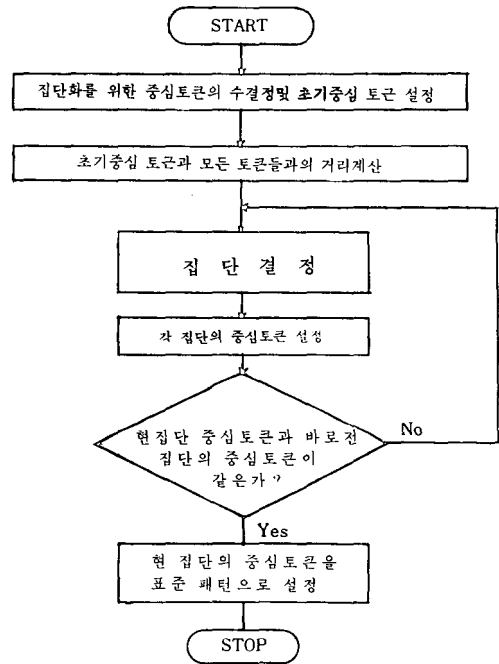 START
집단화를 위한 중심토큰의 수결정및 초기중심 토근 설정
초기중심 토근과 모든 토큰들과의 거리계산
집 단 결 정
각 집단의 중심토큰 설정
현집단 중심토큰과 바로전
집단의 중심토큰이
같은가?
No
Yes
현 집단의 중심토큰을
표준 패턴으로 설정
STOP